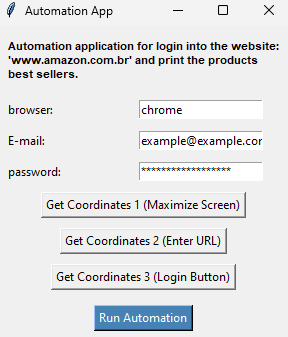 Automation App
Automation application for login into the website:
'www.amazon.com.br' and print the products
best sellers.
browser: chrome
E-mail: example@example.cor
password: ******************
Get Coordinates 1 (Maximize Screen)
Get Coordinates 2 (Enter URL)
Get Coordinates 3 (Login Button)
Run Automation